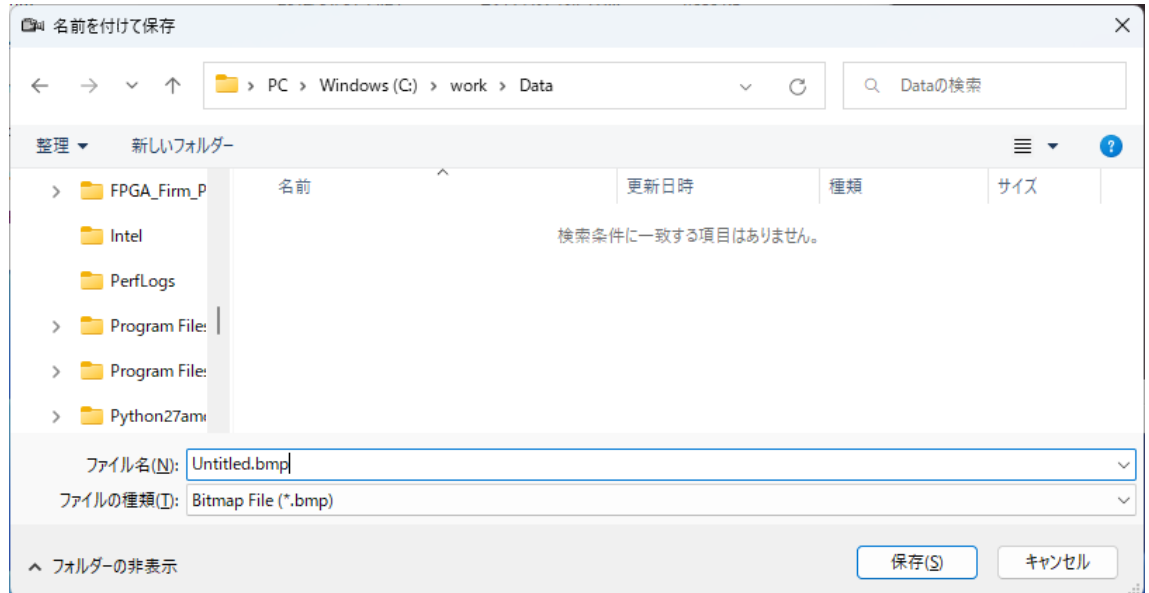 名前を付けて保存
PC > Windows (C:) > work > Data
Dataの検索
整理
新しいフォルダー
名前 更新日時 種類 サイズ
FPGA_Firm_P
Intel
PerfLogs
Program Files
Program Files
Python27am
検索条件に一致する項目はありません。
ファイル名(N): Untitled.bmp
ファイルの種類(T): Bitmap File (*.bmp)
フォルダーの非表示
保存(S)
キャンセル